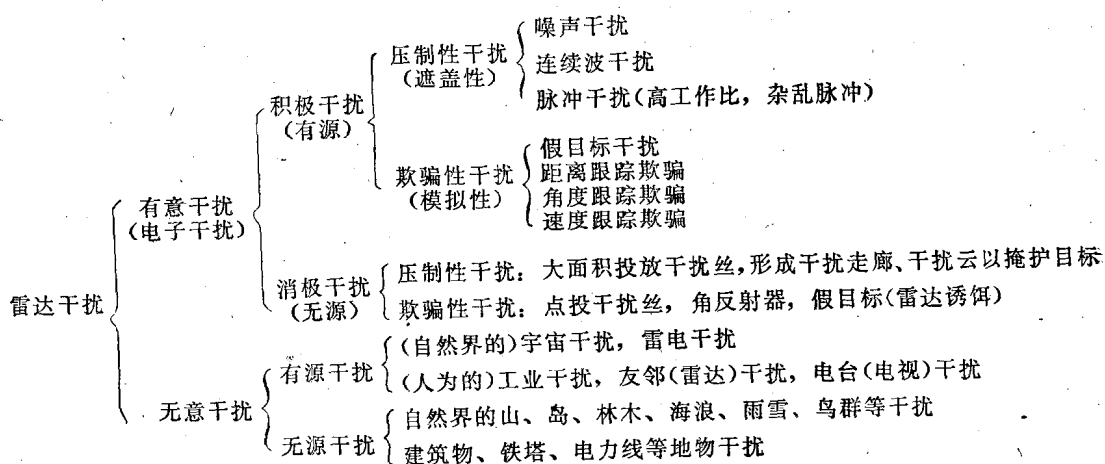 噪声干扰
压制性干扰
(遮盖性)
连续波干扰
脉冲干扰(高工作比，杂乱脉冲)
积极干扰
(有源)
假目标干扰
欺骗性干扰
(模拟性)
距离跟踪欺骗
角度跟踪欺骗
速度跟踪欺骗
有意干扰
(电子干扰)
消极干扰
(无源)
压制性干扰：大面积投放干扰丝,形成干扰走廊、干扰云以掩护目标
欺骗性干扰：点投干扰丝，角反射器，假目标(雷达诱饵)
雷达干扰
有源干扰
(自然界的)宇宙干扰，雷电干扰
(人为的)工业干扰，友邻(雷达)干扰，电台(电视)干扰
无意干扰
无源干扰
自然界的山、岛、林木、海浪、雨雪、鸟群等干扰
建筑物、铁塔、电力线等地物干扰